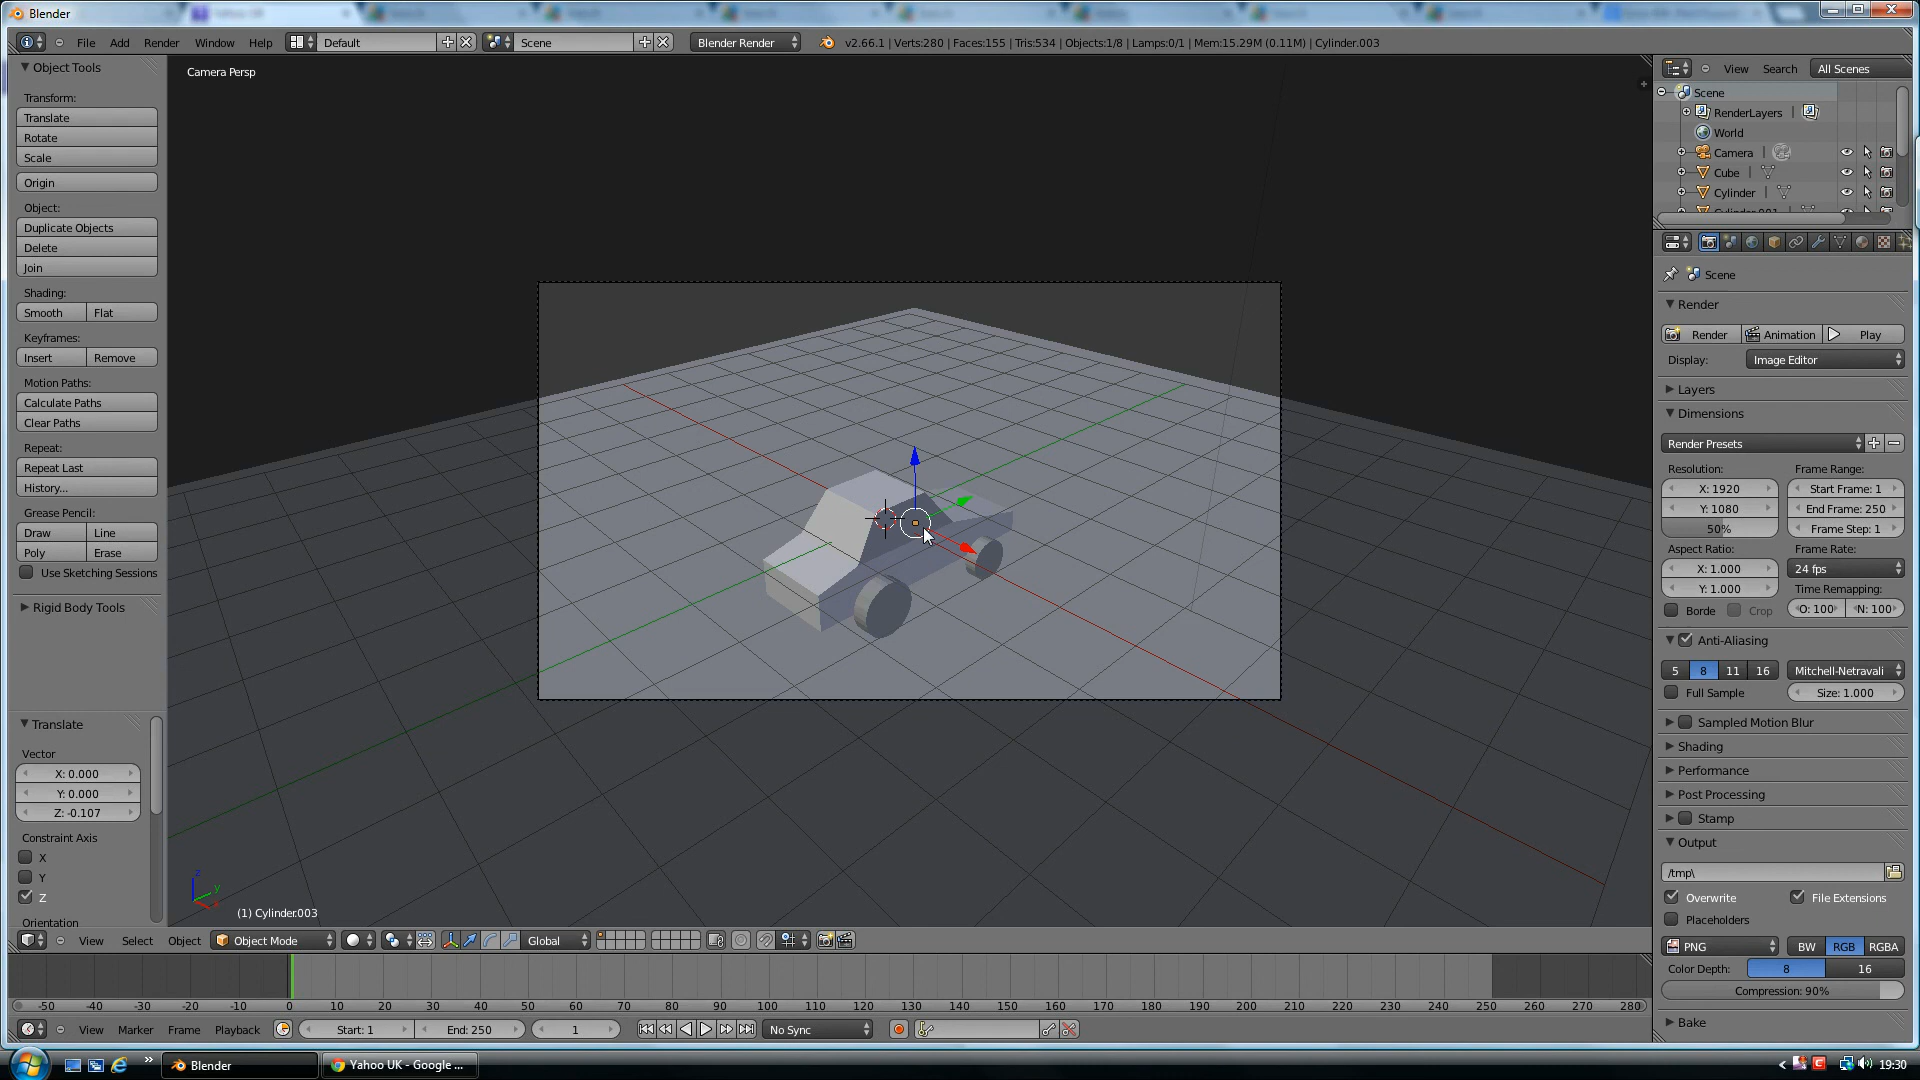 Blender
Yahoo UK
File Add Render Window Help Default Scene Blender Render v2.66.1 | Verts:280 | Faces:155 | Tris:534 | Objects:1/8 | Lamps:0/1 | Mem:15.29M (0.11M) | Cylinder.003
Object Tools
Transform:
Translate
Rotate
Scale
Origin
Object:
Duplicate Objects
Delete
Join
Shading:
Smooth Flat
Keyframes:
Insert Remove
Motion Paths:
Calculate Paths
Clear Paths
Repeat:
Repeat Last
History...
Grease Pencil:
Draw Line
Poly Erase
Use Sketching Sessions
Rigid Body Tools
Translate
Vector
X: 0.000
Y: 0.000
Z: -0.107
Constraint Axis
X
Y
Z
Orientation
Camera Persp
z
y
x
(1) Cylinder.003
View Select Object Object Mode Global
-50 -40 -30 -20 -10 0 10 20 30 40 50 60 70 80 90 100 110 120 130 140 150 160 170 180 190 200 210 220 230 240 250 260 270 280
View Marker Frame Playback Start: 1 End: 250 1 No Sync
View Search All Scenes
Scene
RenderLayers
World
Camera
Cube
Cylinder
Cylinder.001
Scene
Render
Render Animation Play
Display: Image Editor
Layers
Dimensions
Render Presets
Resolution: Frame Range:
X: 1920 Start Frame: 1
Y: 1080 End Frame: 250
50% Frame Step: 1
Aspect Ratio: Frame Rate:
X: 1.000 24 fps
Y: 1.000 Time Remapping:
Borde Crop O: 100 N: 100
Anti-Aliasing
5 8 11 16 Mitchell-Netravali
Full Sample Size: 1.000
Sampled Motion Blur
Shading
Performance
Post Processing
Stamp
Output
/tmp\
Overwrite File Extensions
Placeholders
PNG BW RGB RGBA
Color Depth: 8 16
Compression: 90%
Bake
Blender Yahoo UK - Google ... 19:30